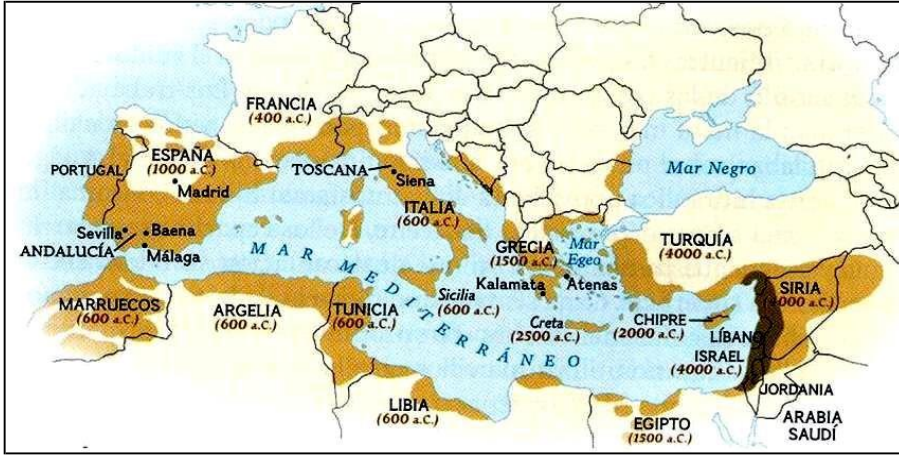 FRANCIA
(400 a.C.)
PORTUGAL
ESPAÑA
(1000 a.C.)
Madrid
TOSCANA
Siena
ITALIA
(600 a.C.)
Mar Negro
Sevilla
Baena
ANDALUCÍA
Málaga
MAR MEDITERRÁNEO
GRECIA
(1500 a.C.)
Mar
Egeo
TURQUÍA
(4000 a.C.)
Kalamata
Atenas
Sicilia
(600 a.C.)
Creta
(2500 a.C.)
CHIPRE
(2000 a.C.)
SIRIA
(4000 a.C.)
LÍBANO
ISRAEL
(4000 a.C.)
JORDANIA
ARABIA
SAUDÍ
MARRUECOS
(600 a.C.)
ARGELIA
(600 a.C.)
TUNICIA
(600 a.C.)
LIBIA
(600 a.C.)
EGIPTO
(1500 a.C.)